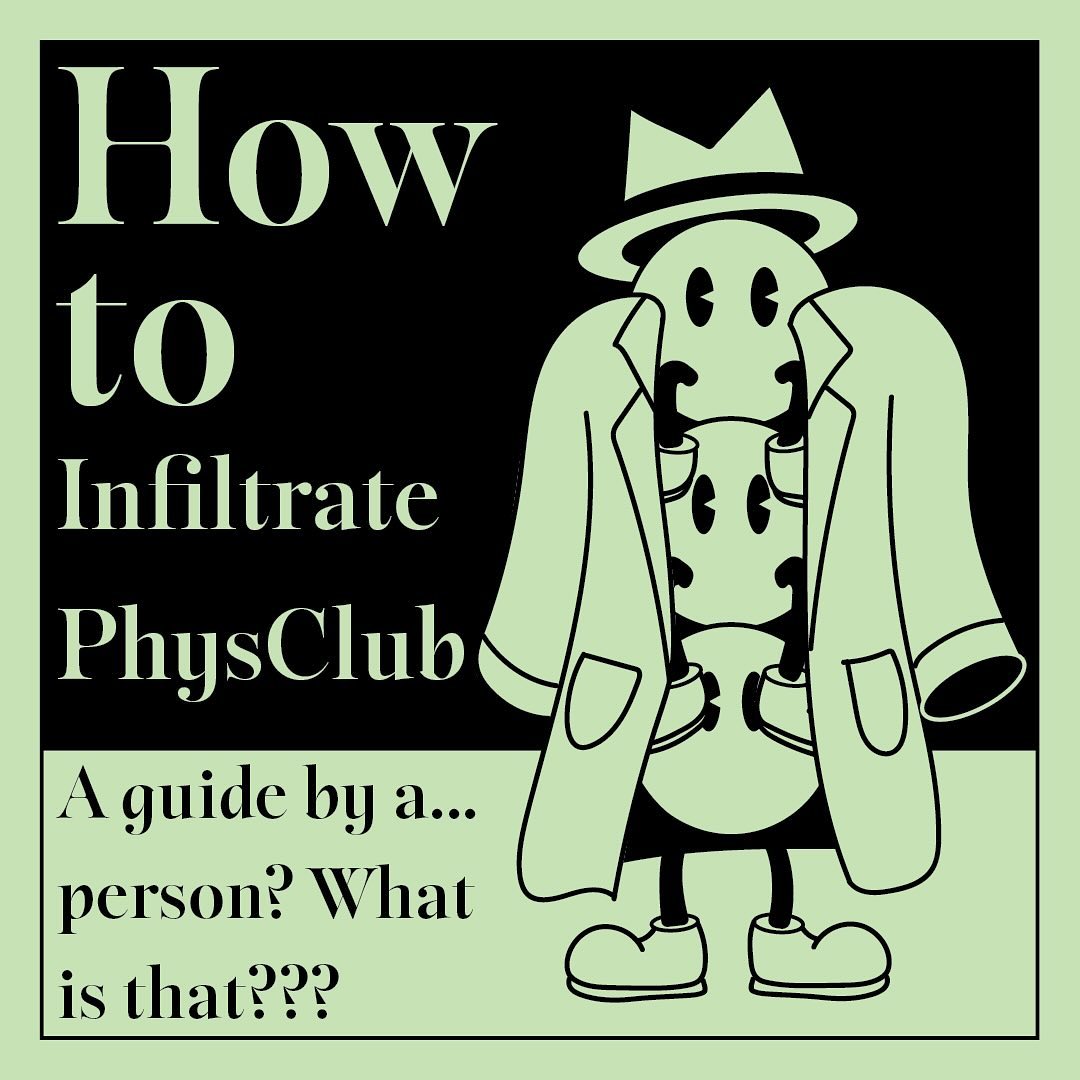 How
to
Infiltrate
PhysClub
A guide by a...
person? What
is that???